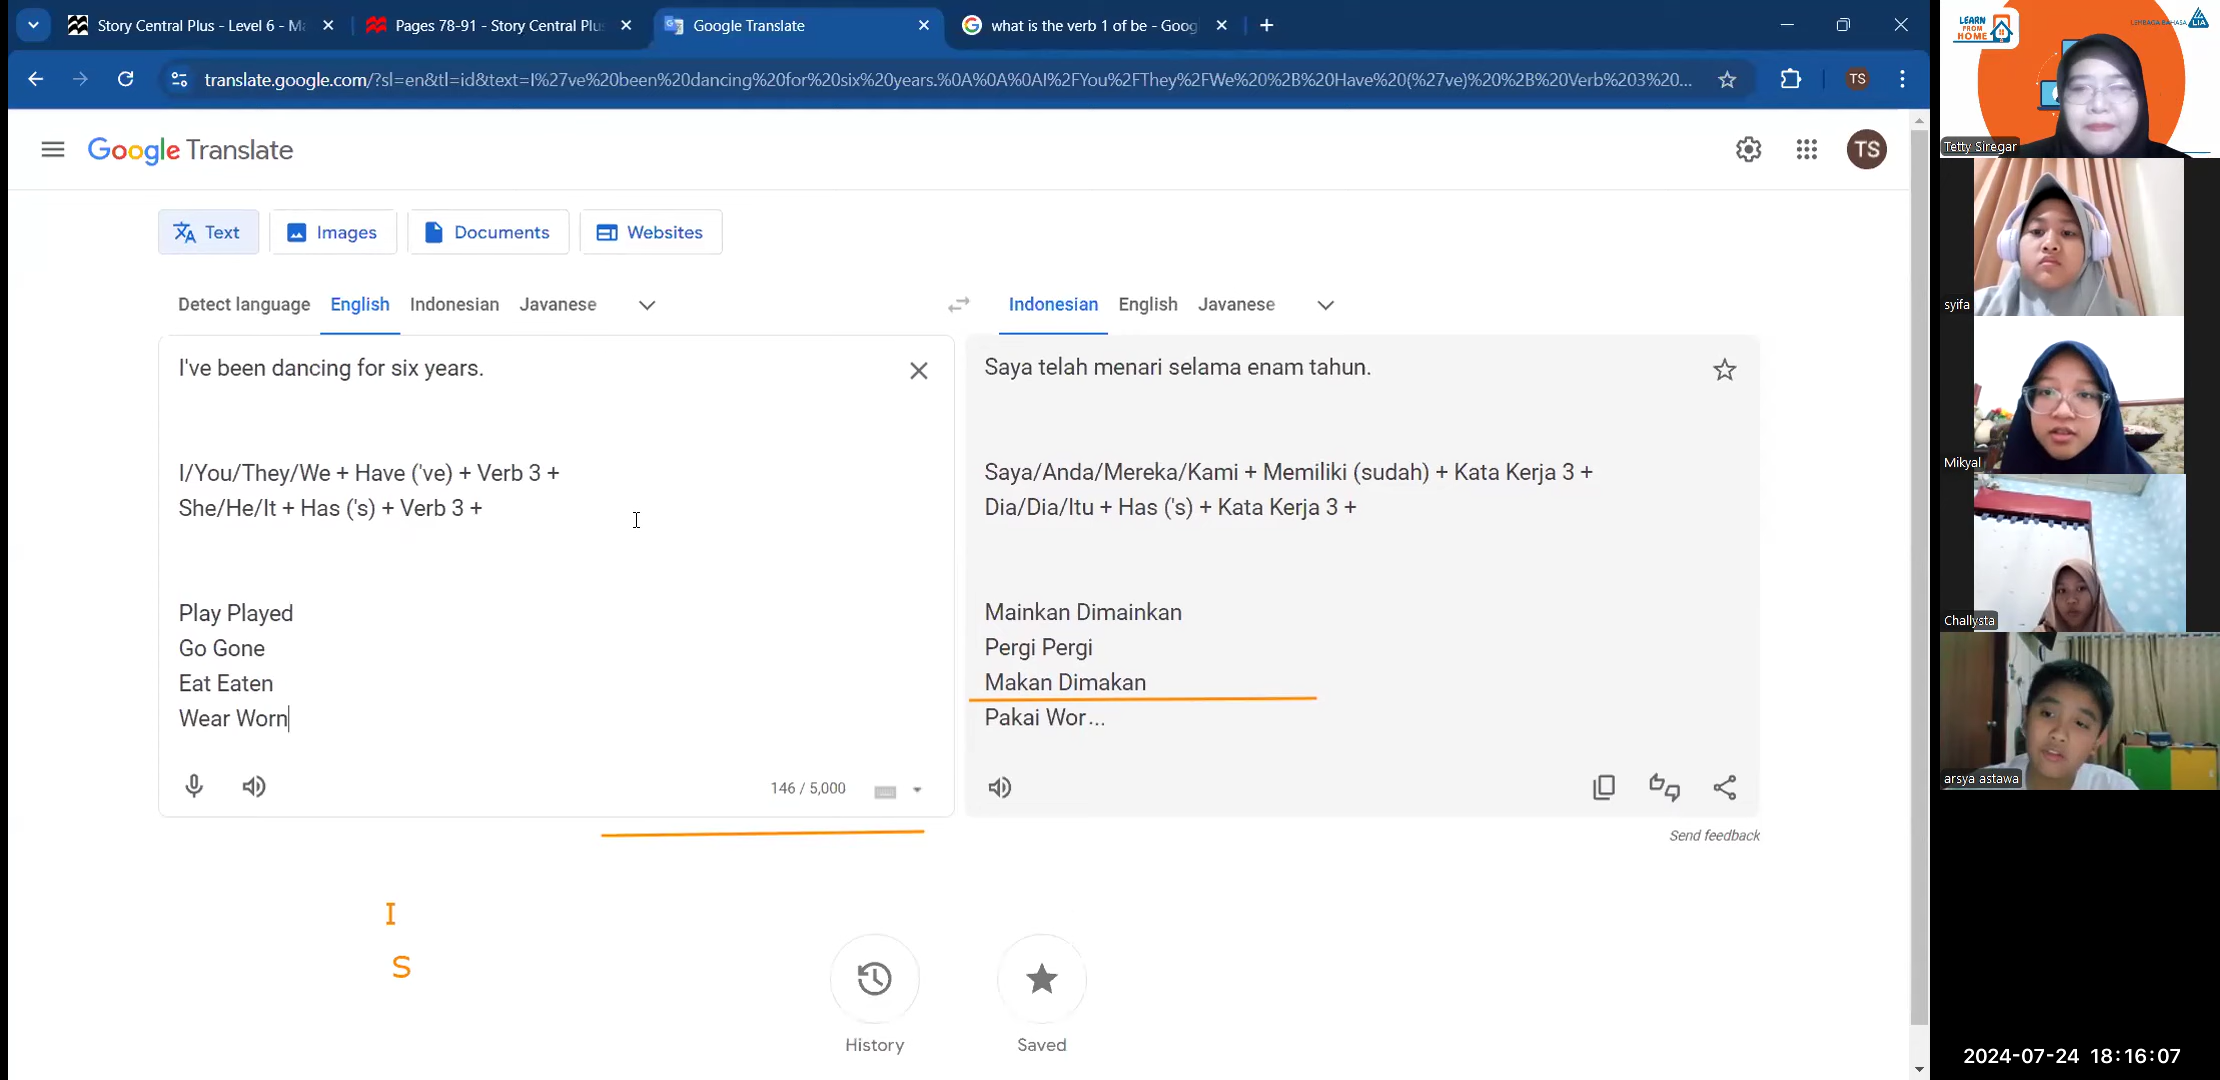 Story Central Plus - Level 6 - Ma
Pages 78-91 - Story Central Plus
Google Translate
what is the verb 1 of be - Goog
translate.google.com/?sl=en&tl=id&text=I%27ve%20been%20dancing%20for%20six%20years.%0A%0A%0AI%2FYou%2FThey%2FWe%20%2B%20Have%20(%27ve)%20%2B%20Verb%203%20...
TS
Google Translate
TS
Text
Images
Documents
Websites
Detect language
English
Indonesian
Javanese
Indonesian
English
Javanese
I've been dancing for six years.
I/You/They/We + Have ('ve) + Verb 3 +
She/He/It + Has ('s) + Verb 3 +
Play Played
Go Gone
Eat Eaten
Wear Worn
146 / 5,000
Saya telah menari selama enam tahun.
Saya/Anda/Mereka/Kami + Memiliki (sudah) + Kata Kerja 3 +
Dia/Dia/Itu + Has ('s) + Kata Kerja 3 +
Mainkan Dimainkan
Pergi Pergi
Makan Dimakan
Pakai Wor...
Send feedback
I
S
History
Saved
LEARN
FROM
HOME
LEMBAGA BAHASA LIA
Tetty Siregar
syifa
Mikyal
Challysta
arsya astawa
2024-07-24 18:16:07